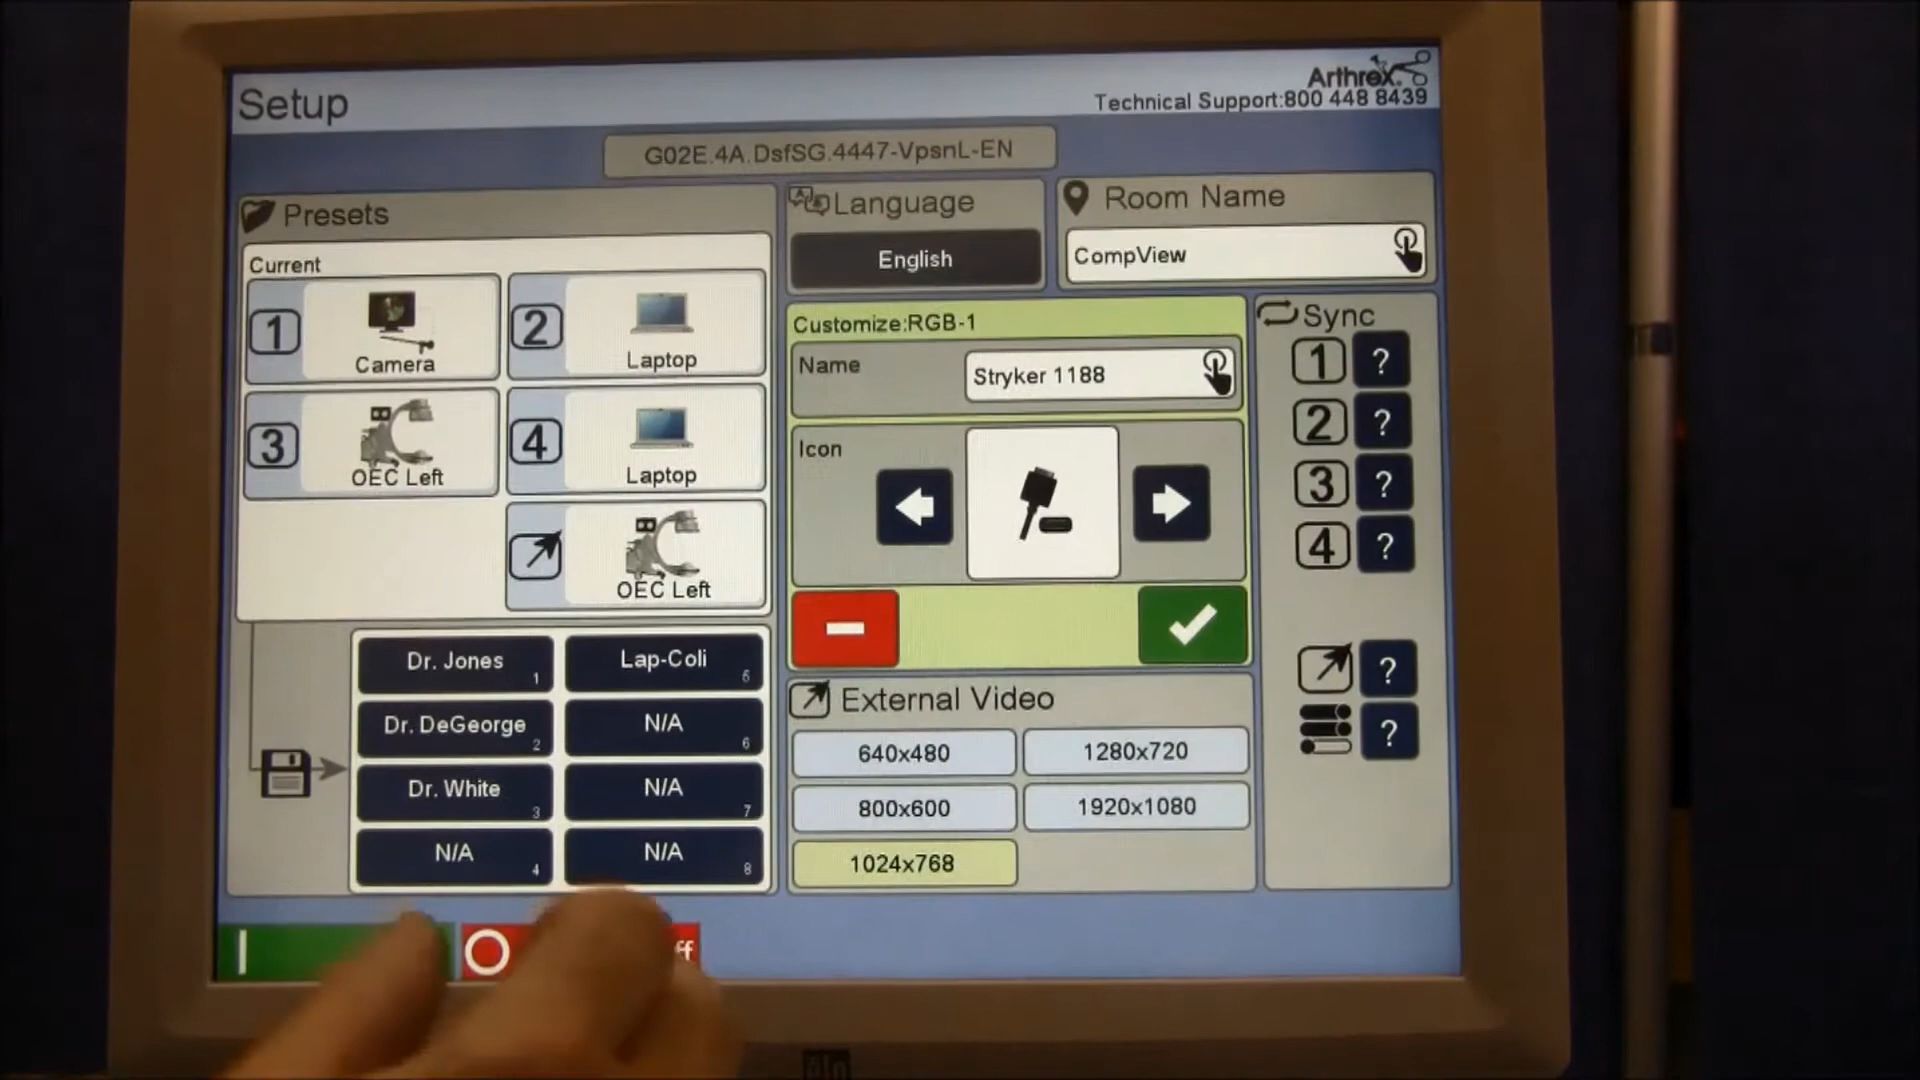 Setup
Arthrex
Technical Support:800 448 8439
G02E.4A.DsfSG.4447-VpsnL-EN
Presets
Current
1
Camera
2
Laptop
3
OEC Left
4
Laptop
OEC Left
Dr. Jones
1
Lap-Coli
Dr. DeGeorge
2
N/A
6
Dr. White
3
N/A
7
N/A
4
N/A
8
Language
English
Room Name
CompView
Customize:RGB-1
Name
Stryker 1188
Icon
External Video
640x480
1280x720
800x600
1920x1080
1024x768
Sync
1 ?
2 ?
3 ?
4 ?
?
?